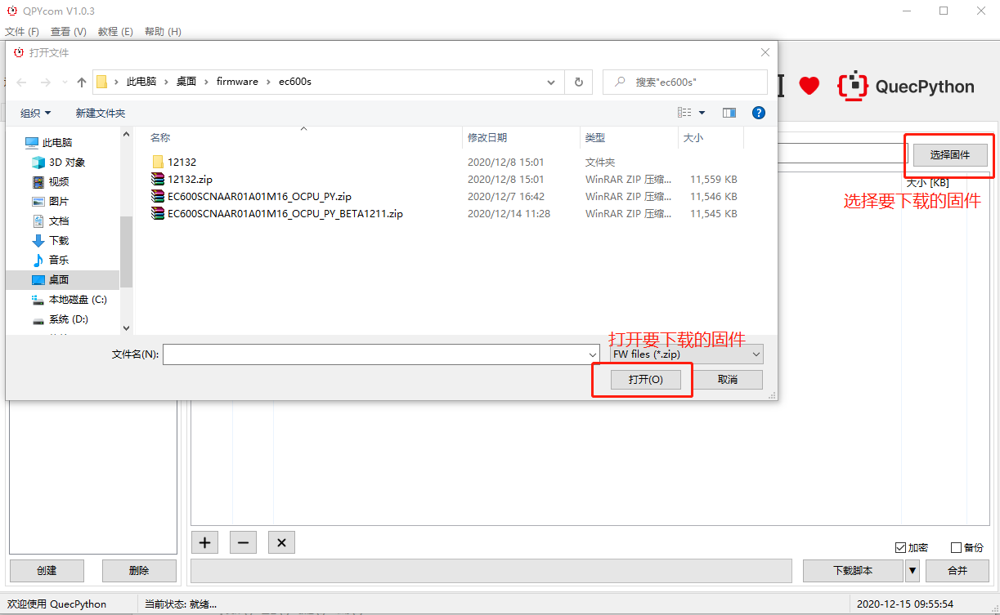 QPYcom V1.0.3
文件 (F) 查看 (V) 教程 (E) 帮助 (H)
打开文件
此电脑 › 桌面 › firmware › ec600s
搜索"ec600s"
QuecPython
组织 新建文件夹
名称 修改日期 类型 大小
此电脑
3D 对象
视频
图片
文档
下载
音乐
桌面
本地磁盘 (C:)
系统 (D:)
12132 2020/12/8 15:01 文件夹
12132.zip 2020/12/8 15:01 WinRAR ZIP 压缩... 11,559 KB
EC600SCNAAR01A01M16_OCPU_PY.zip 2020/12/7 16:42 WinRAR ZIP 压缩... 11,546 KB
EC600SCNAAR01A01M16_OCPU_PY_BETA1211.zip 2020/12/14 11:28 WinRAR ZIP 压缩... 11,545 KB
选择固件
大小 [KB]
选择要下载的固件
打开要下载的固件
文件名(N): FW files (*.zip)
打开(O) 取消
加密 备份
创建 删除 下载脚本 合并
欢迎使用 QuecPython 当前状态: 就绪... 2020-12-15 09:55:54